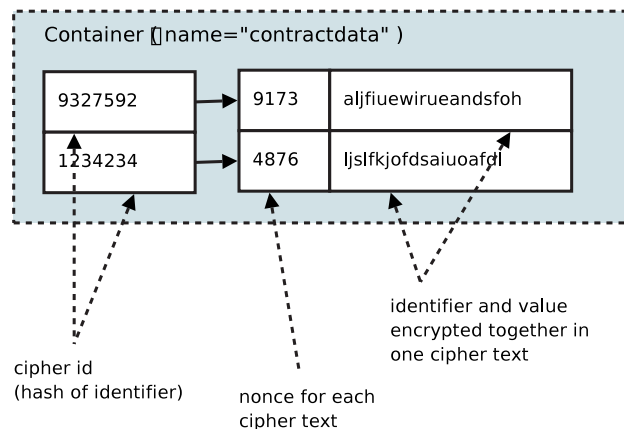 Container (name="contractdata" )
9327592
9173
aljfiuewirueandsfoh
1234234
4876
ljslfkjofdsaiuoafdl
identifier and value
encrypted together in
one cipher text
cipher id
(hash of identifier)
nonce for each
cipher text